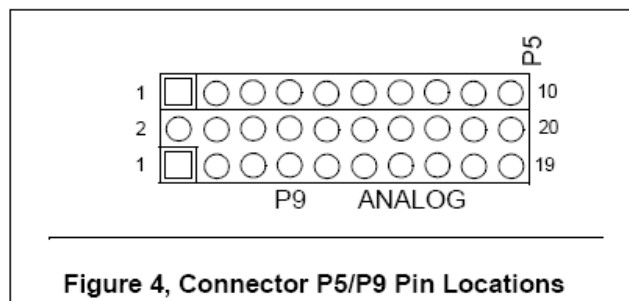 P5
1 10
2 20
1 19
P9 ANALOG
Figure 4, Connector P5/P9 Pin Locations